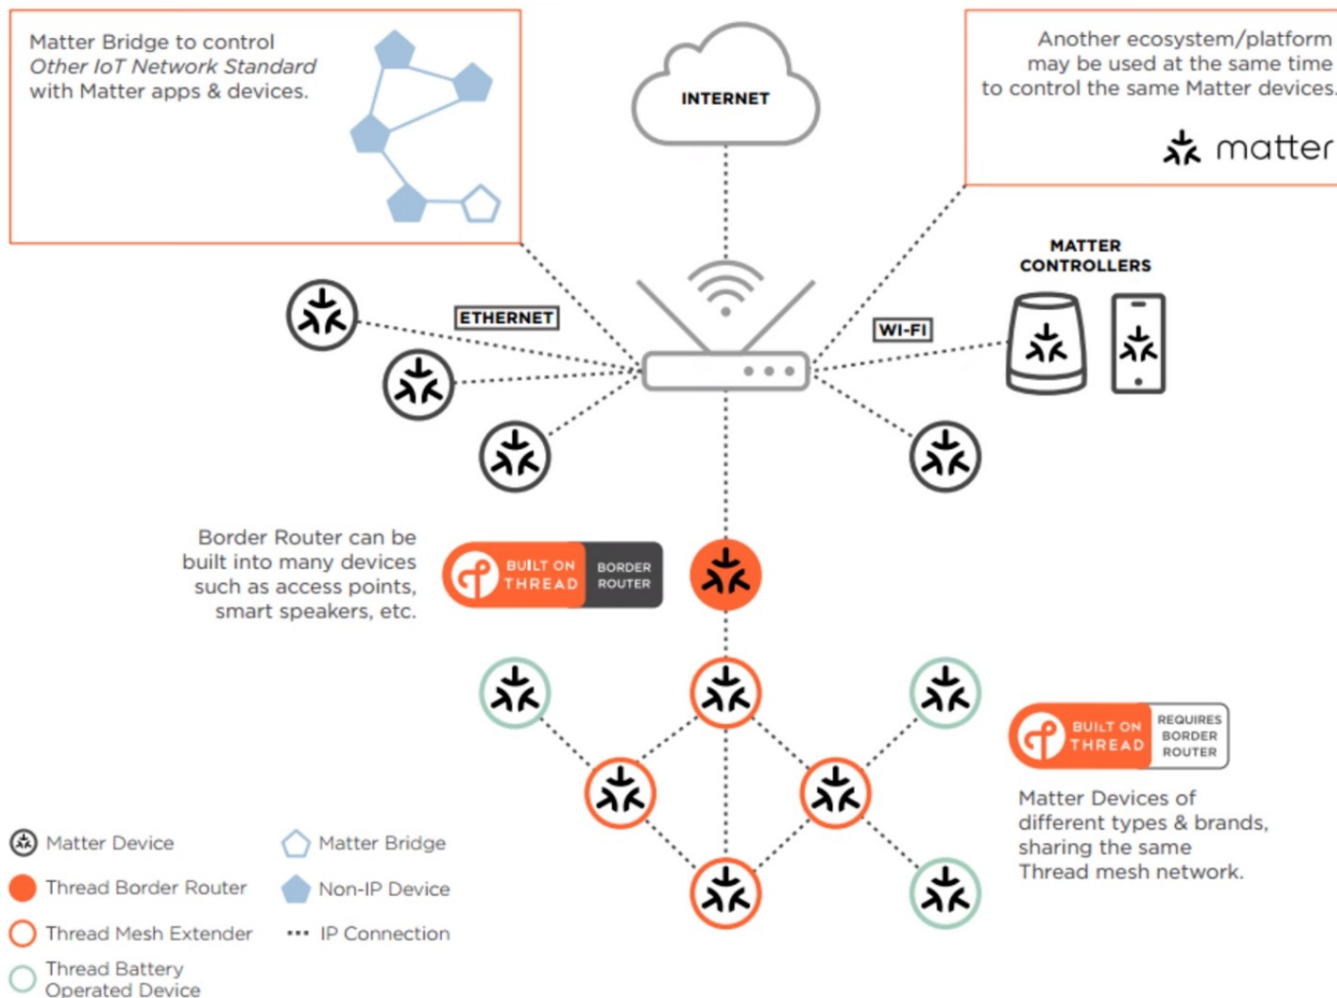 Matter Bridge to control
Other IoT Network Standard
with Matter apps & devices.
INTERNET
Another ecosystem/platform
may be used at the same time
to control the same Matter devices.
matter
MATTER
CONTROLLERS
ETHERNET
WI-FI
Border Router can be
built into many devices
such as access points,
smart speakers, etc.
BUILT ON
THREAD
BORDER
ROUTER
BUILT ON
THREAD
REQUIRES
BORDER
ROUTER
Matter Devices of
different types & brands,
sharing the same
Thread mesh network.
Matter Device
Thread Border Router
Thread Mesh Extender
Thread Battery
Operated Device
Matter Bridge
Non-IP Device
IP Connection